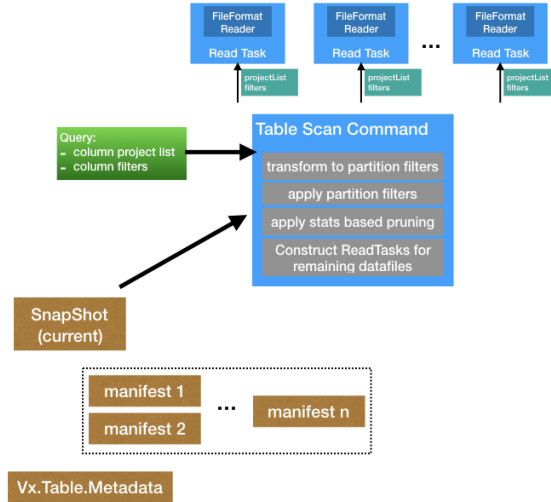 FileFormat
Reader
Read Task
FileFormat
Reader
Read Task
...
FileFormat
Reader
Read Task
projectList
filters
projectList
filters
projectList
filters
Query:
- column project list
- column filters
Table Scan Command
transform to partition filters
apply partition filters
apply stats based pruning
Construct ReadTasks for
remaining datafiles
SnapShot
(current)
manifest 1
manifest 2
...
manifest n
Vx.Table.Metadata